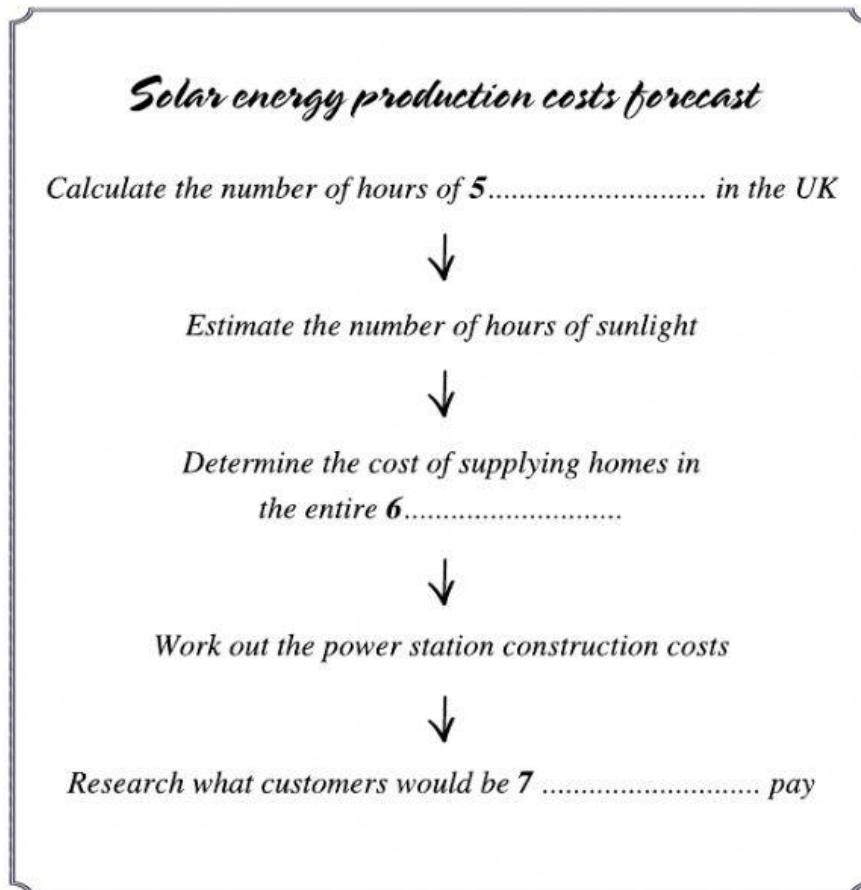 Solar energy production costs forecast
Calculate the number of hours of 5............................ in the UK
↓
Estimate the number of hours of sunlight
↓
Determine the cost of supplying homes in
the entire 6............................
↓
Work out the power station construction costs
↓
Research what customers would be 7 ............................ pay